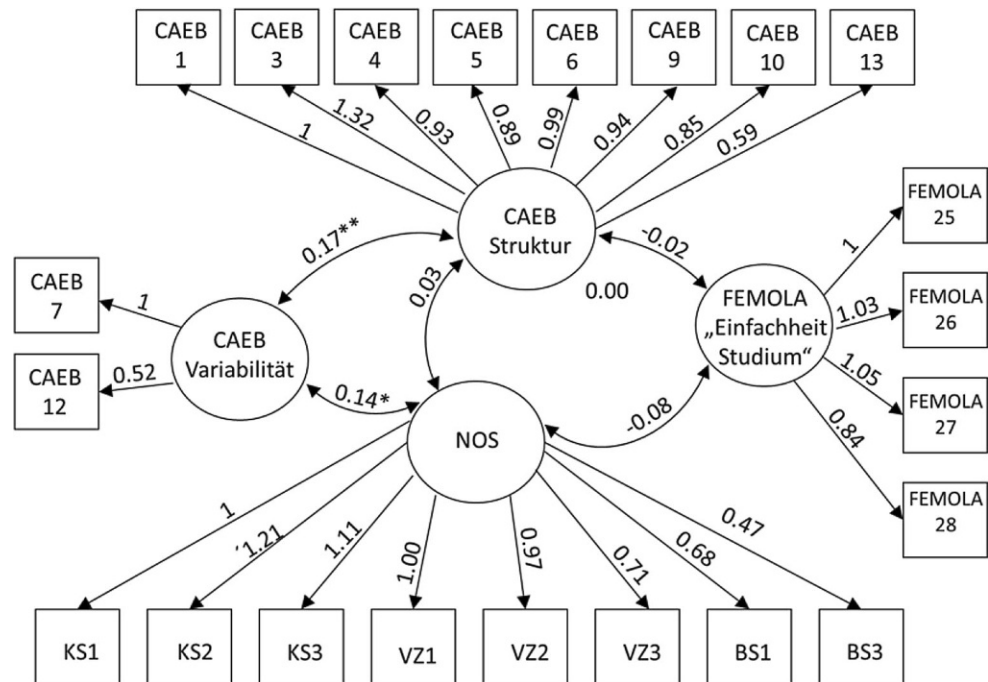 CAEB
1
CAEB
3
CAEB
4
CAEB
5
CAEB
6
CAEB
9
CAEB
10
CAEB
13
1
1.32
0.93
0.89
0.99
0.94
0.85
0.59
CAEB
Struktur
0.17**
0.03
-0.02
0.00
FEMOLA
25
FEMOLA
26
FEMOLA
27
FEMOLA
28
1
1.03
1.05
0.84
FEMOLA
„Einfachheit
Studium“
CAEB
7
CAEB
12
1
0.52
CAEB
Variabilität
0.14*
-0.08
NOS
1
´1.21
1.11
1.00
0.97
0.71
0.68
0.47
KS1
KS2
KS3
VZ1
VZ2
VZ3
BS1
BS3